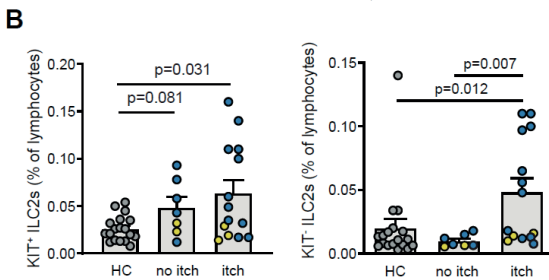 B
KIT⁺ ILC2s (% of lymphocytes)
0.20
0.15
0.10
0.05
0.00
p=0.031
p=0.081
HC no itch itch
KIT⁻ ILC2s (% of lymphocytes)
0.15
0.10
0.05
0.00
p=0.007
p=0.012
HC no itch itch